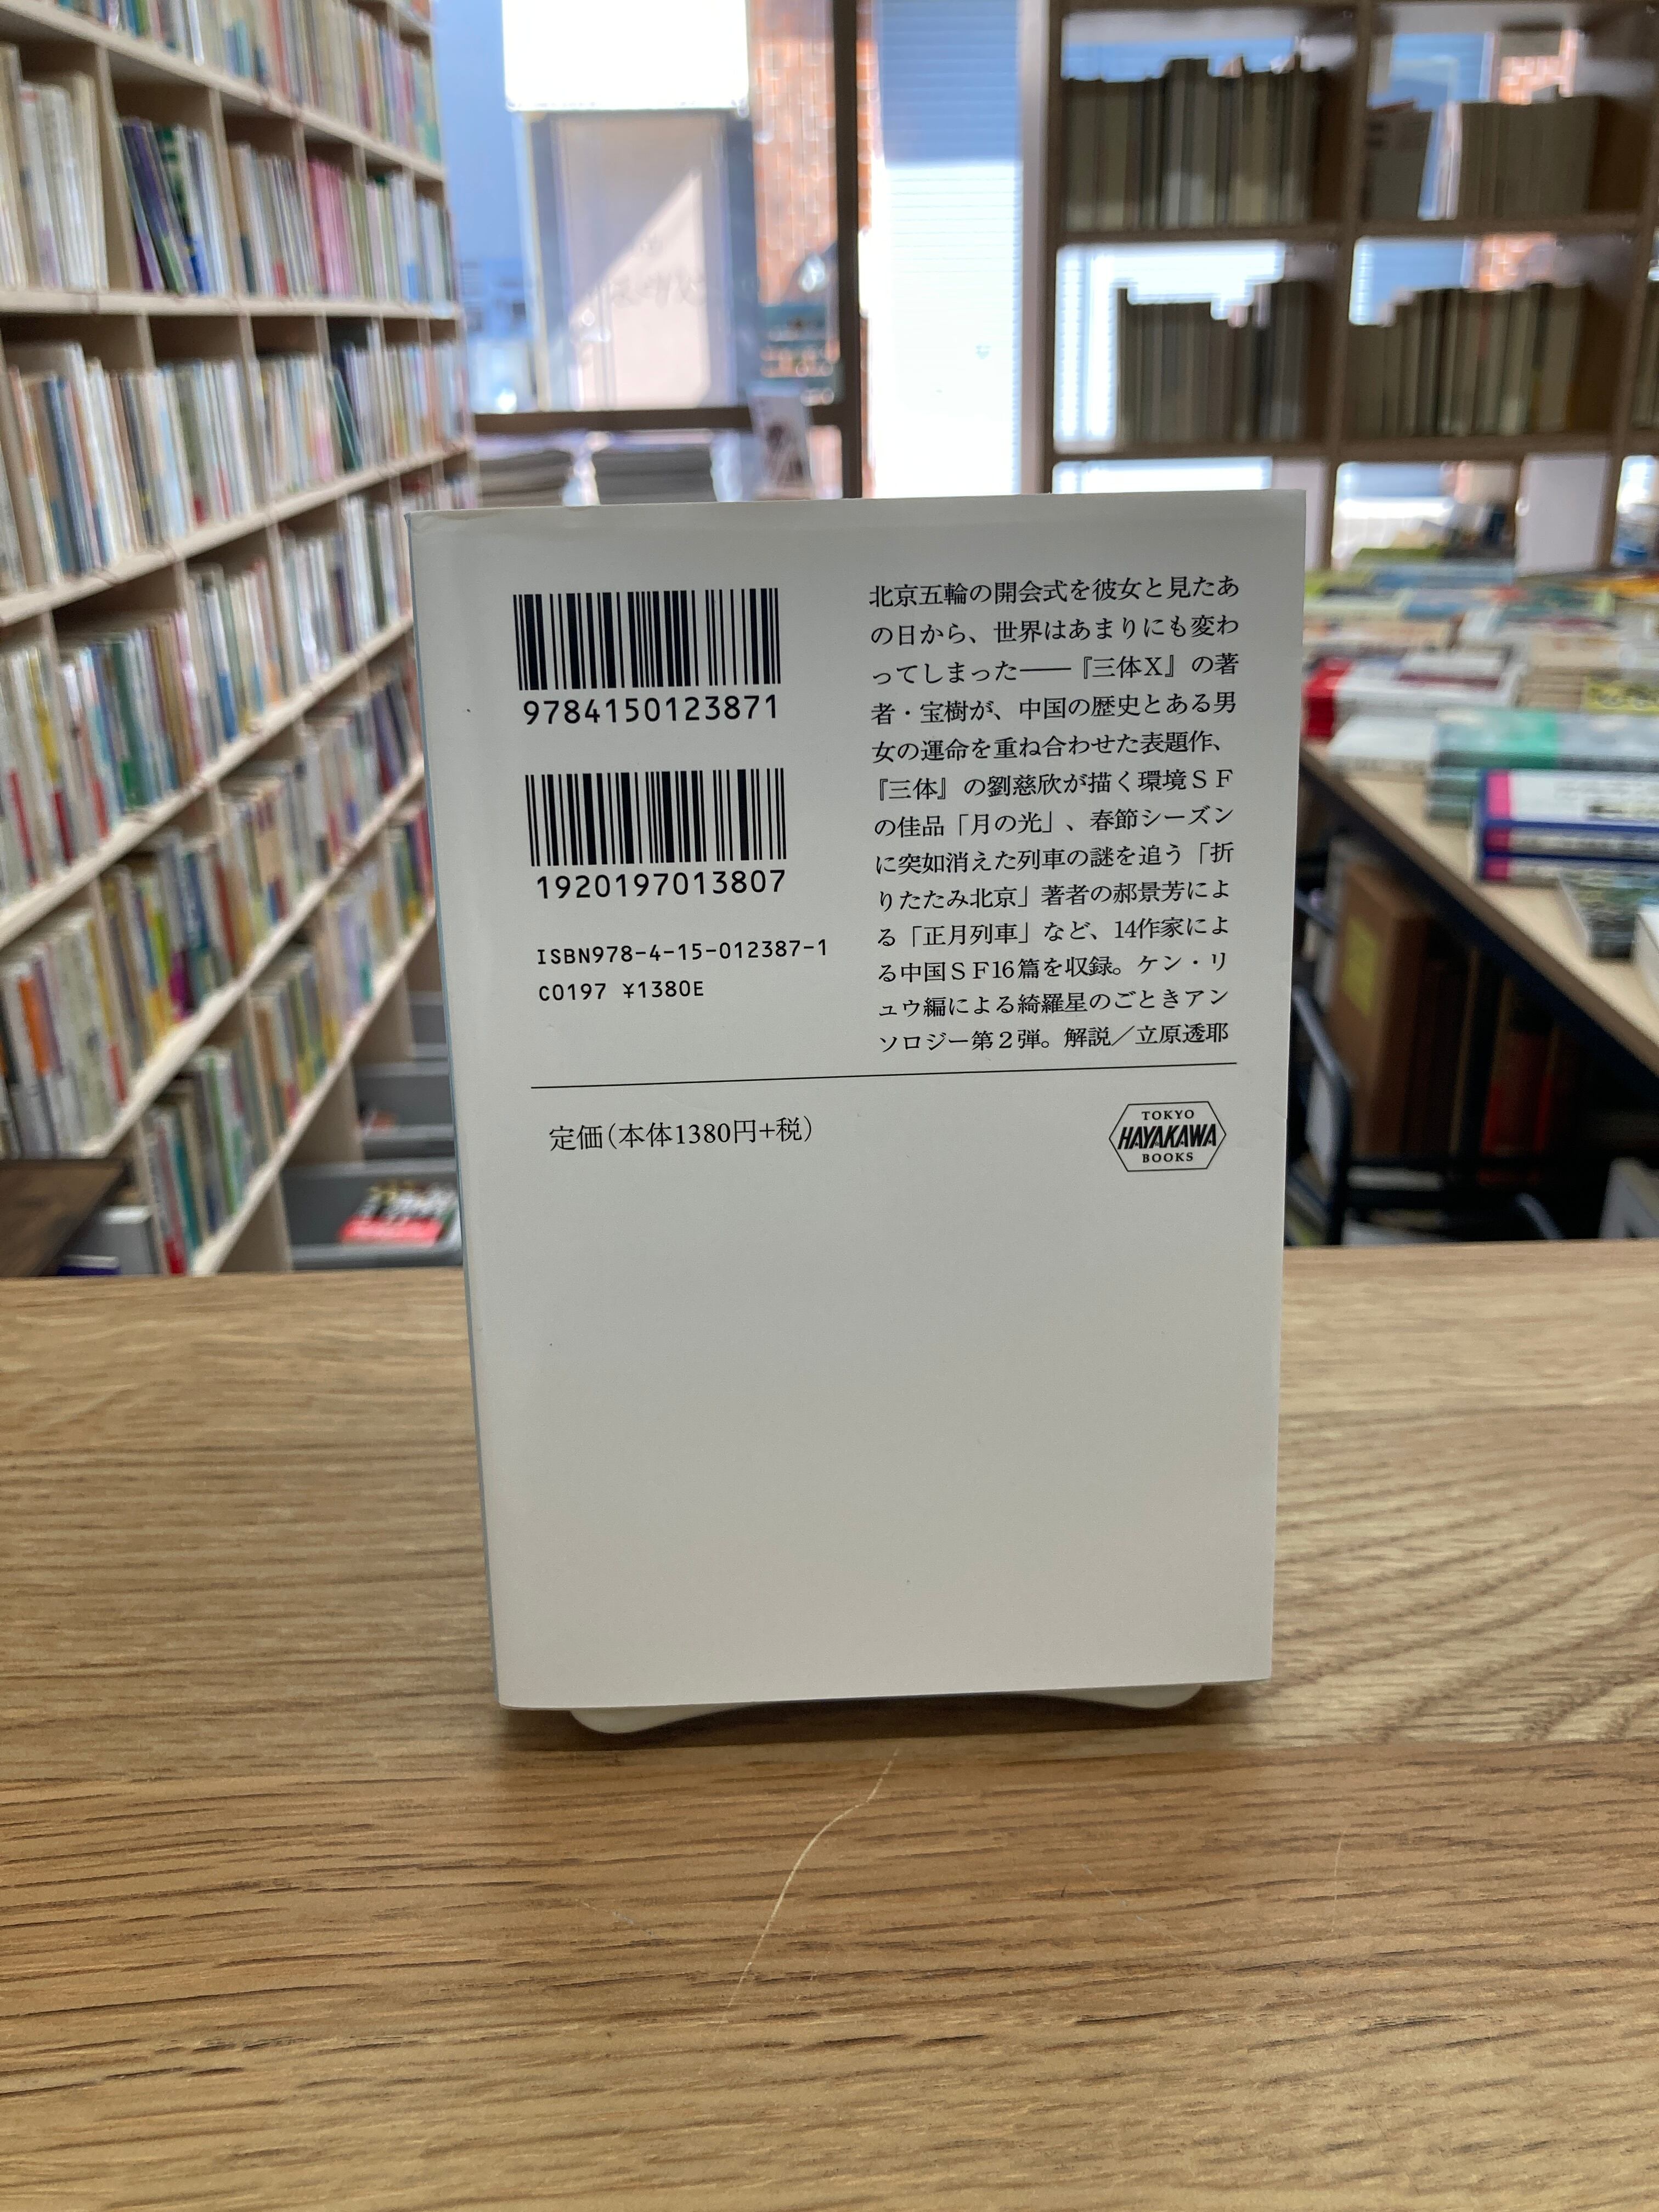 9784150123871
1920197013807
ISBN978-4-15-012387-1
C0197 ¥1380E
北京五輪の開会式を彼女と見たあ
の日から、世界はあまりにも変わ
ってしまった――『三体X』の著
者・宝樹が、中国の歴史とある男
女の運命を重ね合わせた表題作、
『三体』の劉慈欣が描く環境ＳＦ
の佳品「月の光」、春節シーズン
に突如消えた列車の謎を追う「折
りたたみ北京」著者の郝景芳によ
る「正月列車」など、14作家によ
る中国ＳＦ16篇を収録。ケン・リ
ュウ編による綺羅星のごときアン
ソロジー第２弾。解説／立原透耶
定価(本体1380円+税)
TOKYO
HAYAKAWA
BOOKS